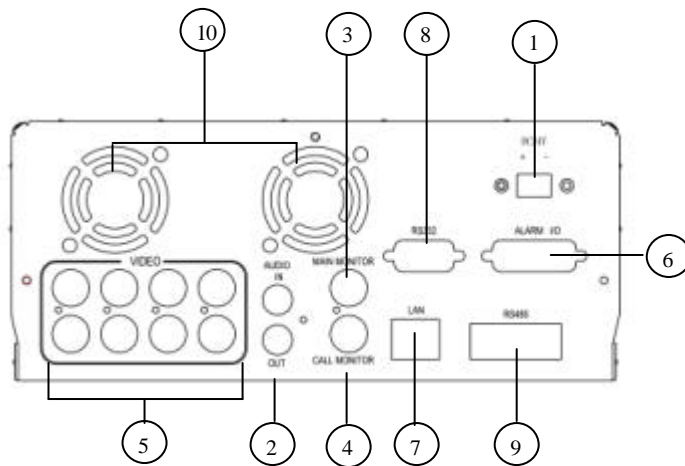 10
3
8
1
+ -
RS232
ALARM I/O
6
VIDEO
AUDIO
IN
MAIN MONITOR
LAN
RS485
OUT
CALL MONITOR
5
2
4
7
9